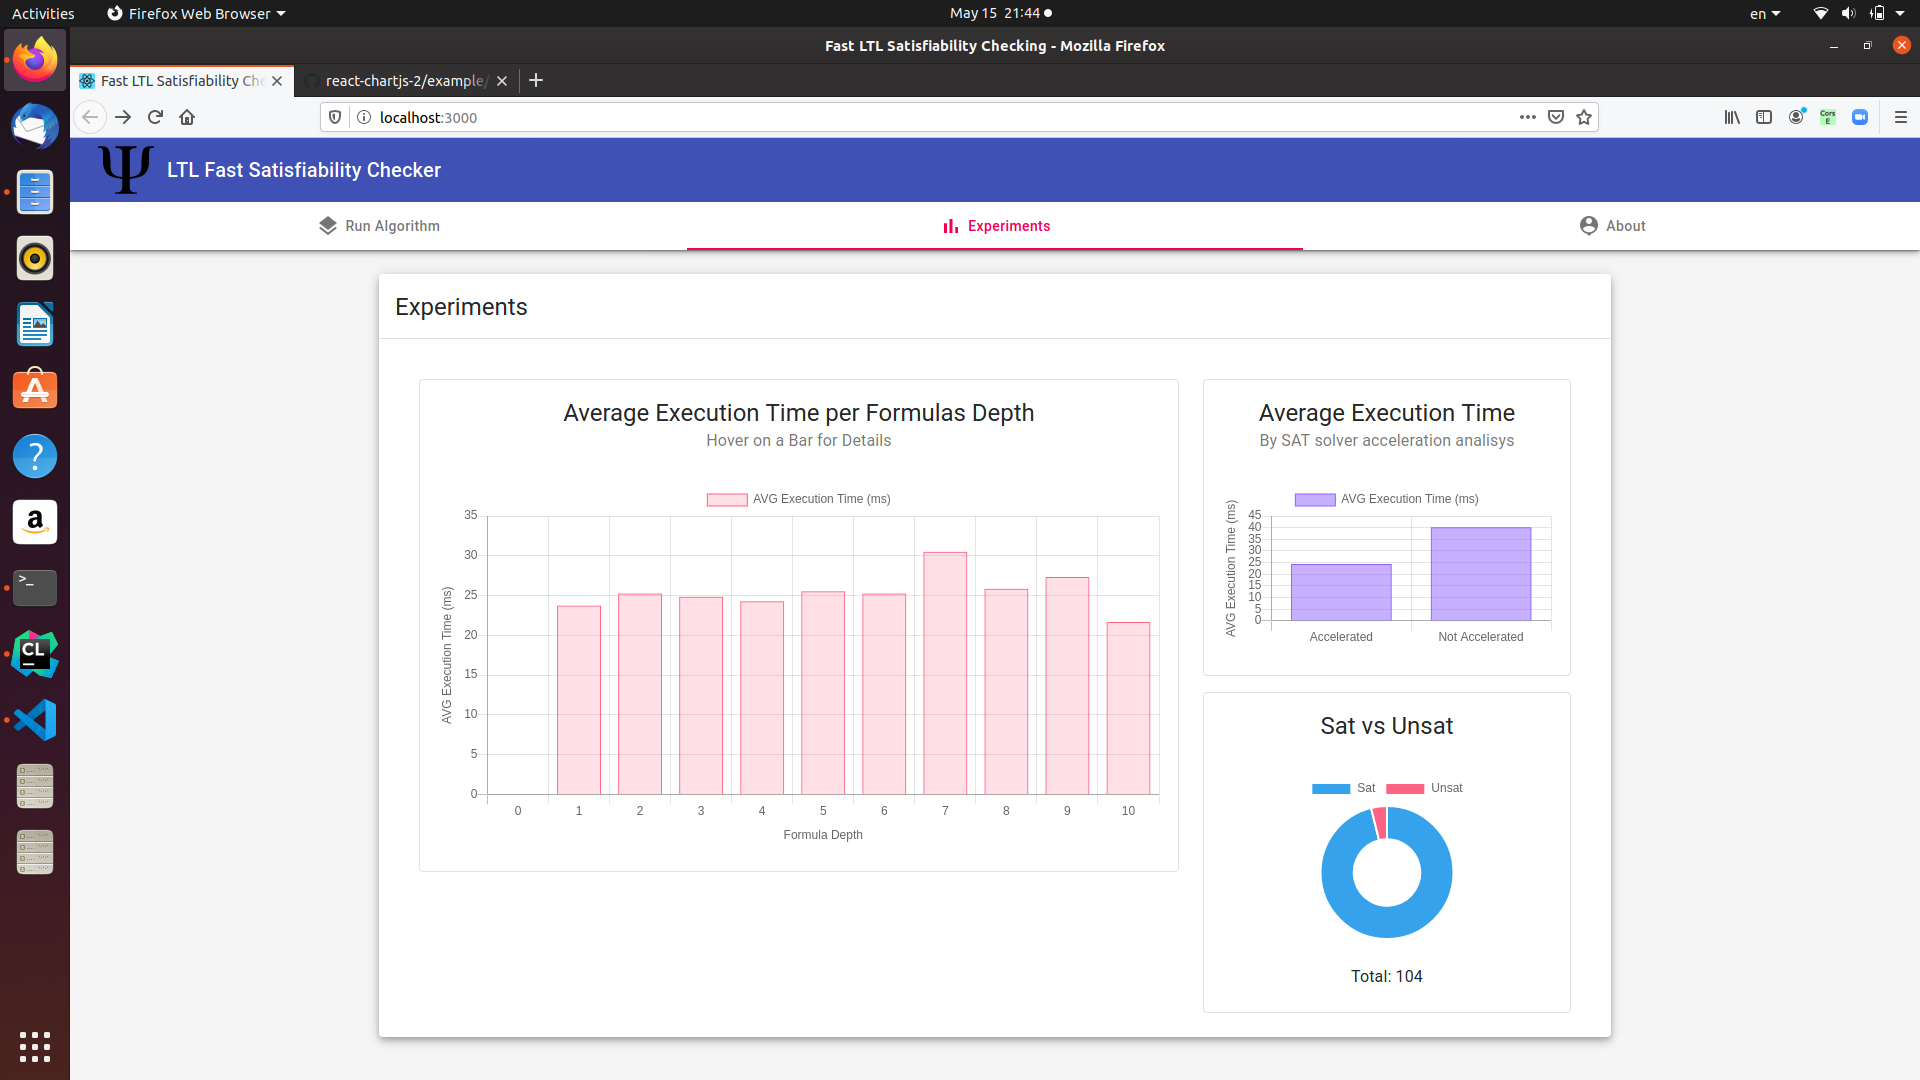 Activities
Firefox Web Browser
May 15 21:44
en
Fast LTL Satisfiability Checking - Mozilla Firefox
Fast LTL Satisfiability Che
react-chartjs-2/example/
localhost:3000
Cors
E
Ψ
LTL Fast Satisfiability Checker
Run Algorithm
Experiments
About
Experiments
Average Execution Time per Formulas Depth
Hover on a Bar for Details
AVG Execution Time (ms)
AVG Execution Time (ms)
35
30
25
20
15
10
5
0
0 1 2 3 4 5 6 7 8 9 10
Formula Depth
Average Execution Time
By SAT solver acceleration analisys
AVG Execution Time (ms)
AVG Execution Time (ms)
45
40
35
30
25
20
15
10
5
0
Accelerated Not Accelerated
Sat vs Unsat
Sat Unsat
Total: 104
?
a
>_
CL